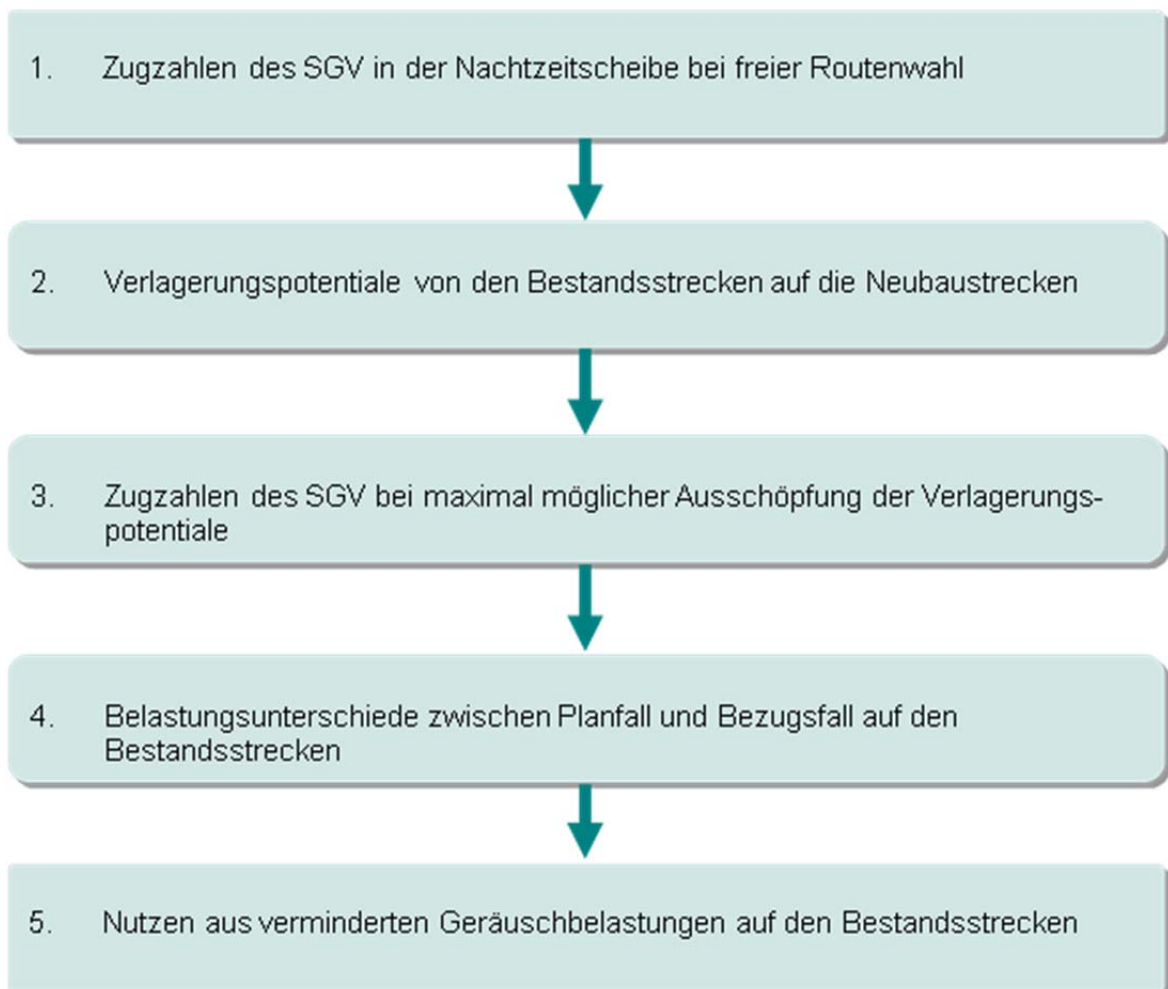 1. Zugzahlen des SGV in der Nachtzeitscheibe bei freier Routenwahl
2. Verlagerungspotentiale von den Bestandsstrecken auf die Neubaustrecken
3. Zugzahlen des SGV bei maximal möglicher Ausschöpfung der Verlagerungs-
potentiale
4. Belastungsunterschiede zwischen Planfall und Bezugsfall auf den
Bestandsstrecken
5. Nutzen aus verminderten Geräuschbelastungen auf den Bestandsstrecken